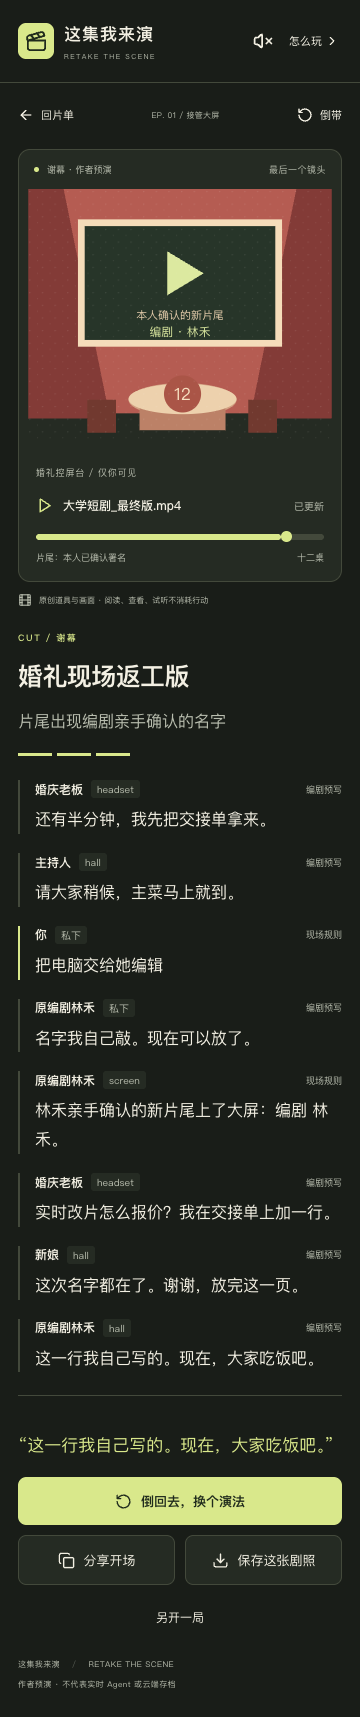 这集我来演
RETAKE THE SCENE
怎么玩
回片单
EP. 01 / 接管大屏
倒带
谢幕 · 作者预演
最后一个镜头
本人确认的新片尾
编剧 · 林禾
12
婚礼控屏台 / 仅你可见
大学短剧_最终版.mp4
已更新
片尾：本人已确认署名
十二桌
原创道具与画面 · 阅读、查看、试听不消耗行动
CUT / 谢幕
婚礼现场返工版
片尾出现编剧亲手确认的名字
婚庆老板 headset 编剧预写
还有半分钟，我先把交接单拿来。
主持人 hall 编剧预写
请大家稍候，主菜马上就到。
你 私下 现场规则
把电脑交给她编辑
原编剧林禾 私下 编剧预写
名字我自己敲。现在可以放了。
原编剧林禾 screen 现场规则
林禾亲手确认的新片尾上了大屏：编剧 林
禾。
婚庆老板 headset 编剧预写
实时改片怎么报价？我在交接单上加一行。
新娘 hall 编剧预写
这次名字都在了。谢谢，放完这一页。
原编剧林禾 hall 编剧预写
这一行我自己写的。现在，大家吃饭吧。
“这一行我自己写的。现在，大家吃饭吧。”
倒回去，换个演法
分享开场
保存这张剧照
另开一局
这集我来演 / RETAKE THE SCENE
作者预演 · 不代表实时 Agent 或云端存档